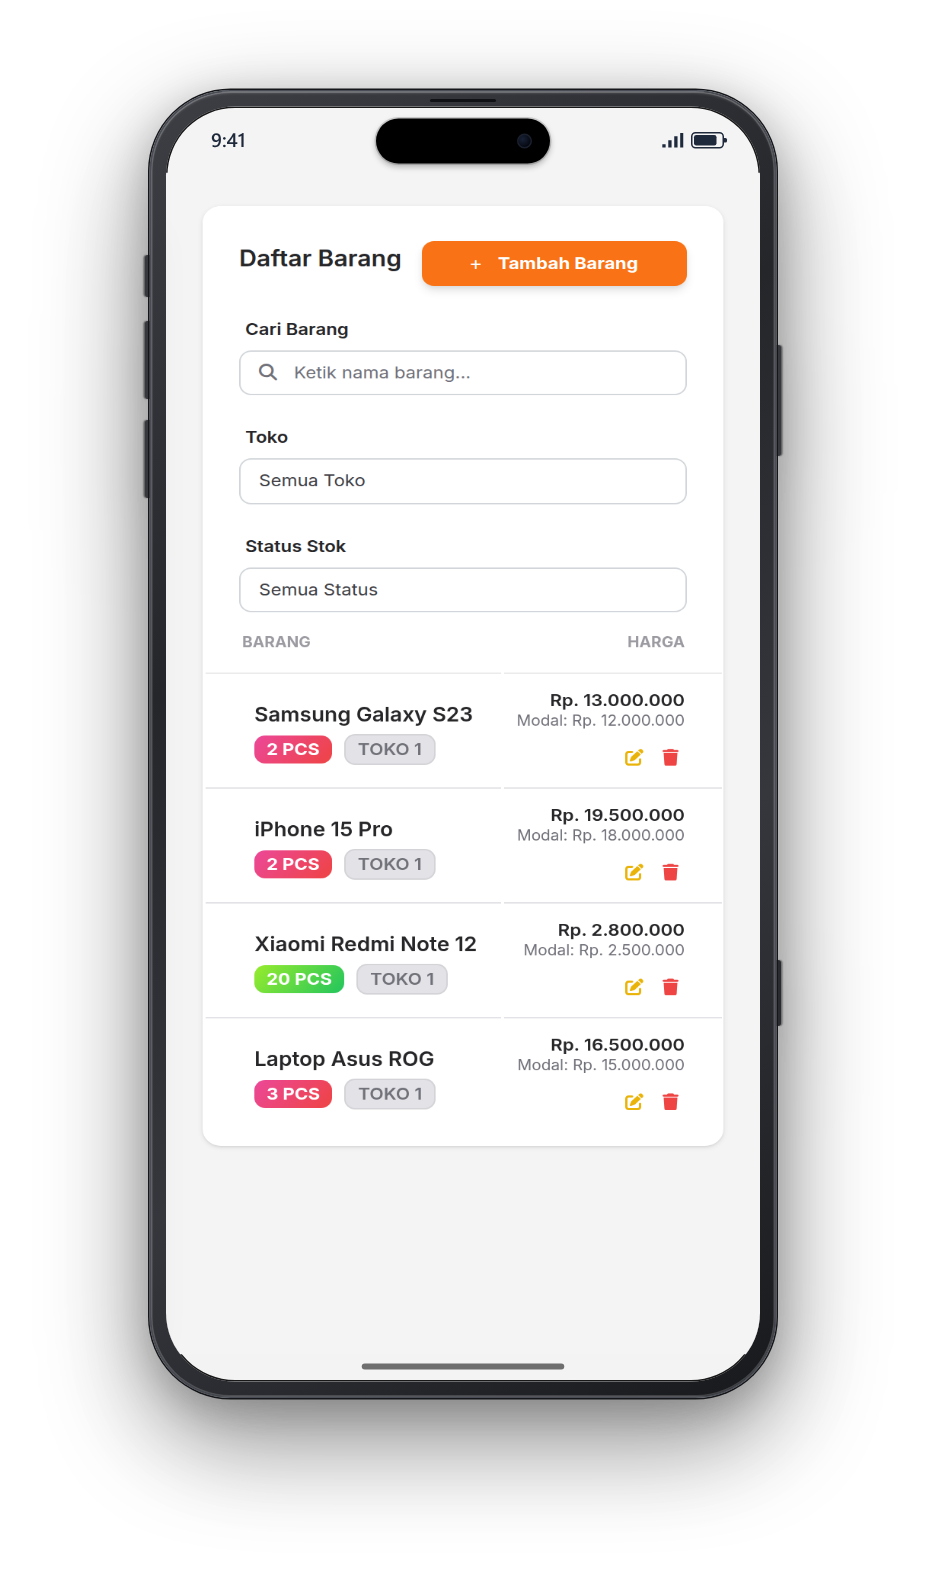 9:41
Daftar Barang
+ Tambah Barang
Cari Barang
Ketik nama barang...
Toko
Semua Toko
Status Stok
Semua Status
BARANG HARGA
Samsung Galaxy S23
2 PCS TOKO 1
Rp. 13.000.000
Modal: Rp. 12.000.000
iPhone 15 Pro
2 PCS TOKO 1
Rp. 19.500.000
Modal: Rp. 18.000.000
Xiaomi Redmi Note 12
20 PCS TOKO 1
Rp. 2.800.000
Modal: Rp. 2.500.000
Laptop Asus ROG
3 PCS TOKO 1
Rp. 16.500.000
Modal: Rp. 15.000.000